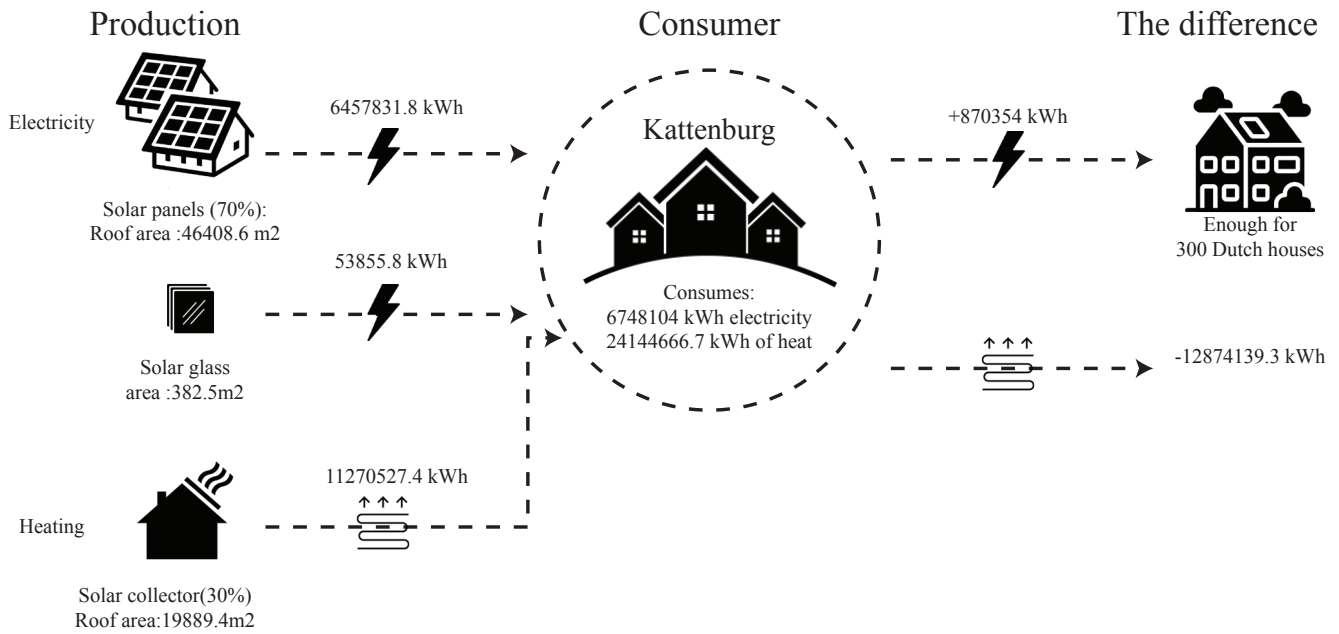 Production
Consumer
The difference
Electricity
6457831.8 kWh
Solar panels (70%):
Roof area :46408.6 m2
53855.8 kWh
Solar glass
area :382.5m2
Heating
11270527.4 kWh
Solar collector(30%)
Roof area:19889.4m2
Kattenburg
Consumes:
6748104 kWh electricity
24144666.7 kWh of heat
+870354 kWh
Enough for
300 Dutch houses
-12874139.3 kWh